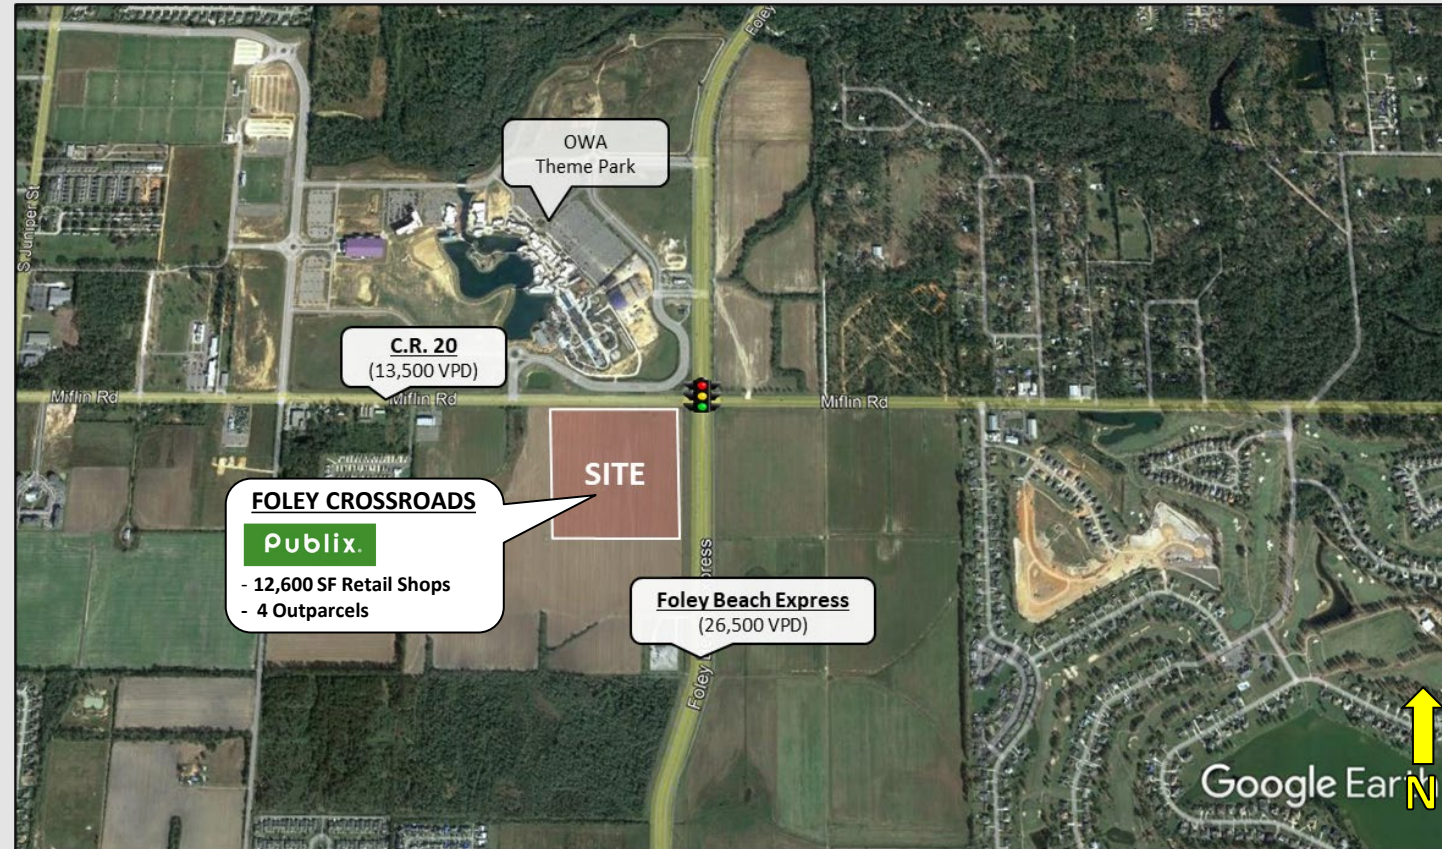 Foley
OWA
Theme Park
S Juniper St
C.R. 20
(13,500 VPD)
Miflin Rd
Miflin Rd
Miflin Rd
SITE
FOLEY CROSSROADS
Publix.
- 12,600 SF Retail Shops
- 4 Outparcels
Foley Beach Express
(26,500 VPD)
Foley B
press
Google Earth
N